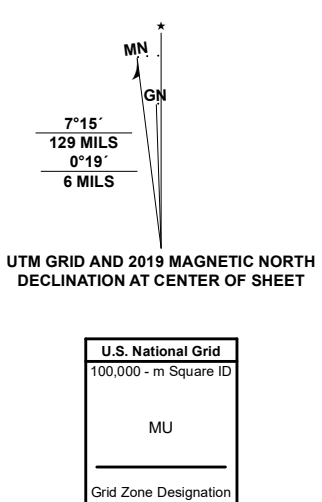 ★
MN
GN
7°15´
129 MILS
0°19´
6 MILS
UTM GRID AND 2019 MAGNETIC NORTH
DECLINATION AT CENTER OF SHEET
U.S. National Grid
100,000 - m Square ID
MU
Grid Zone Designation